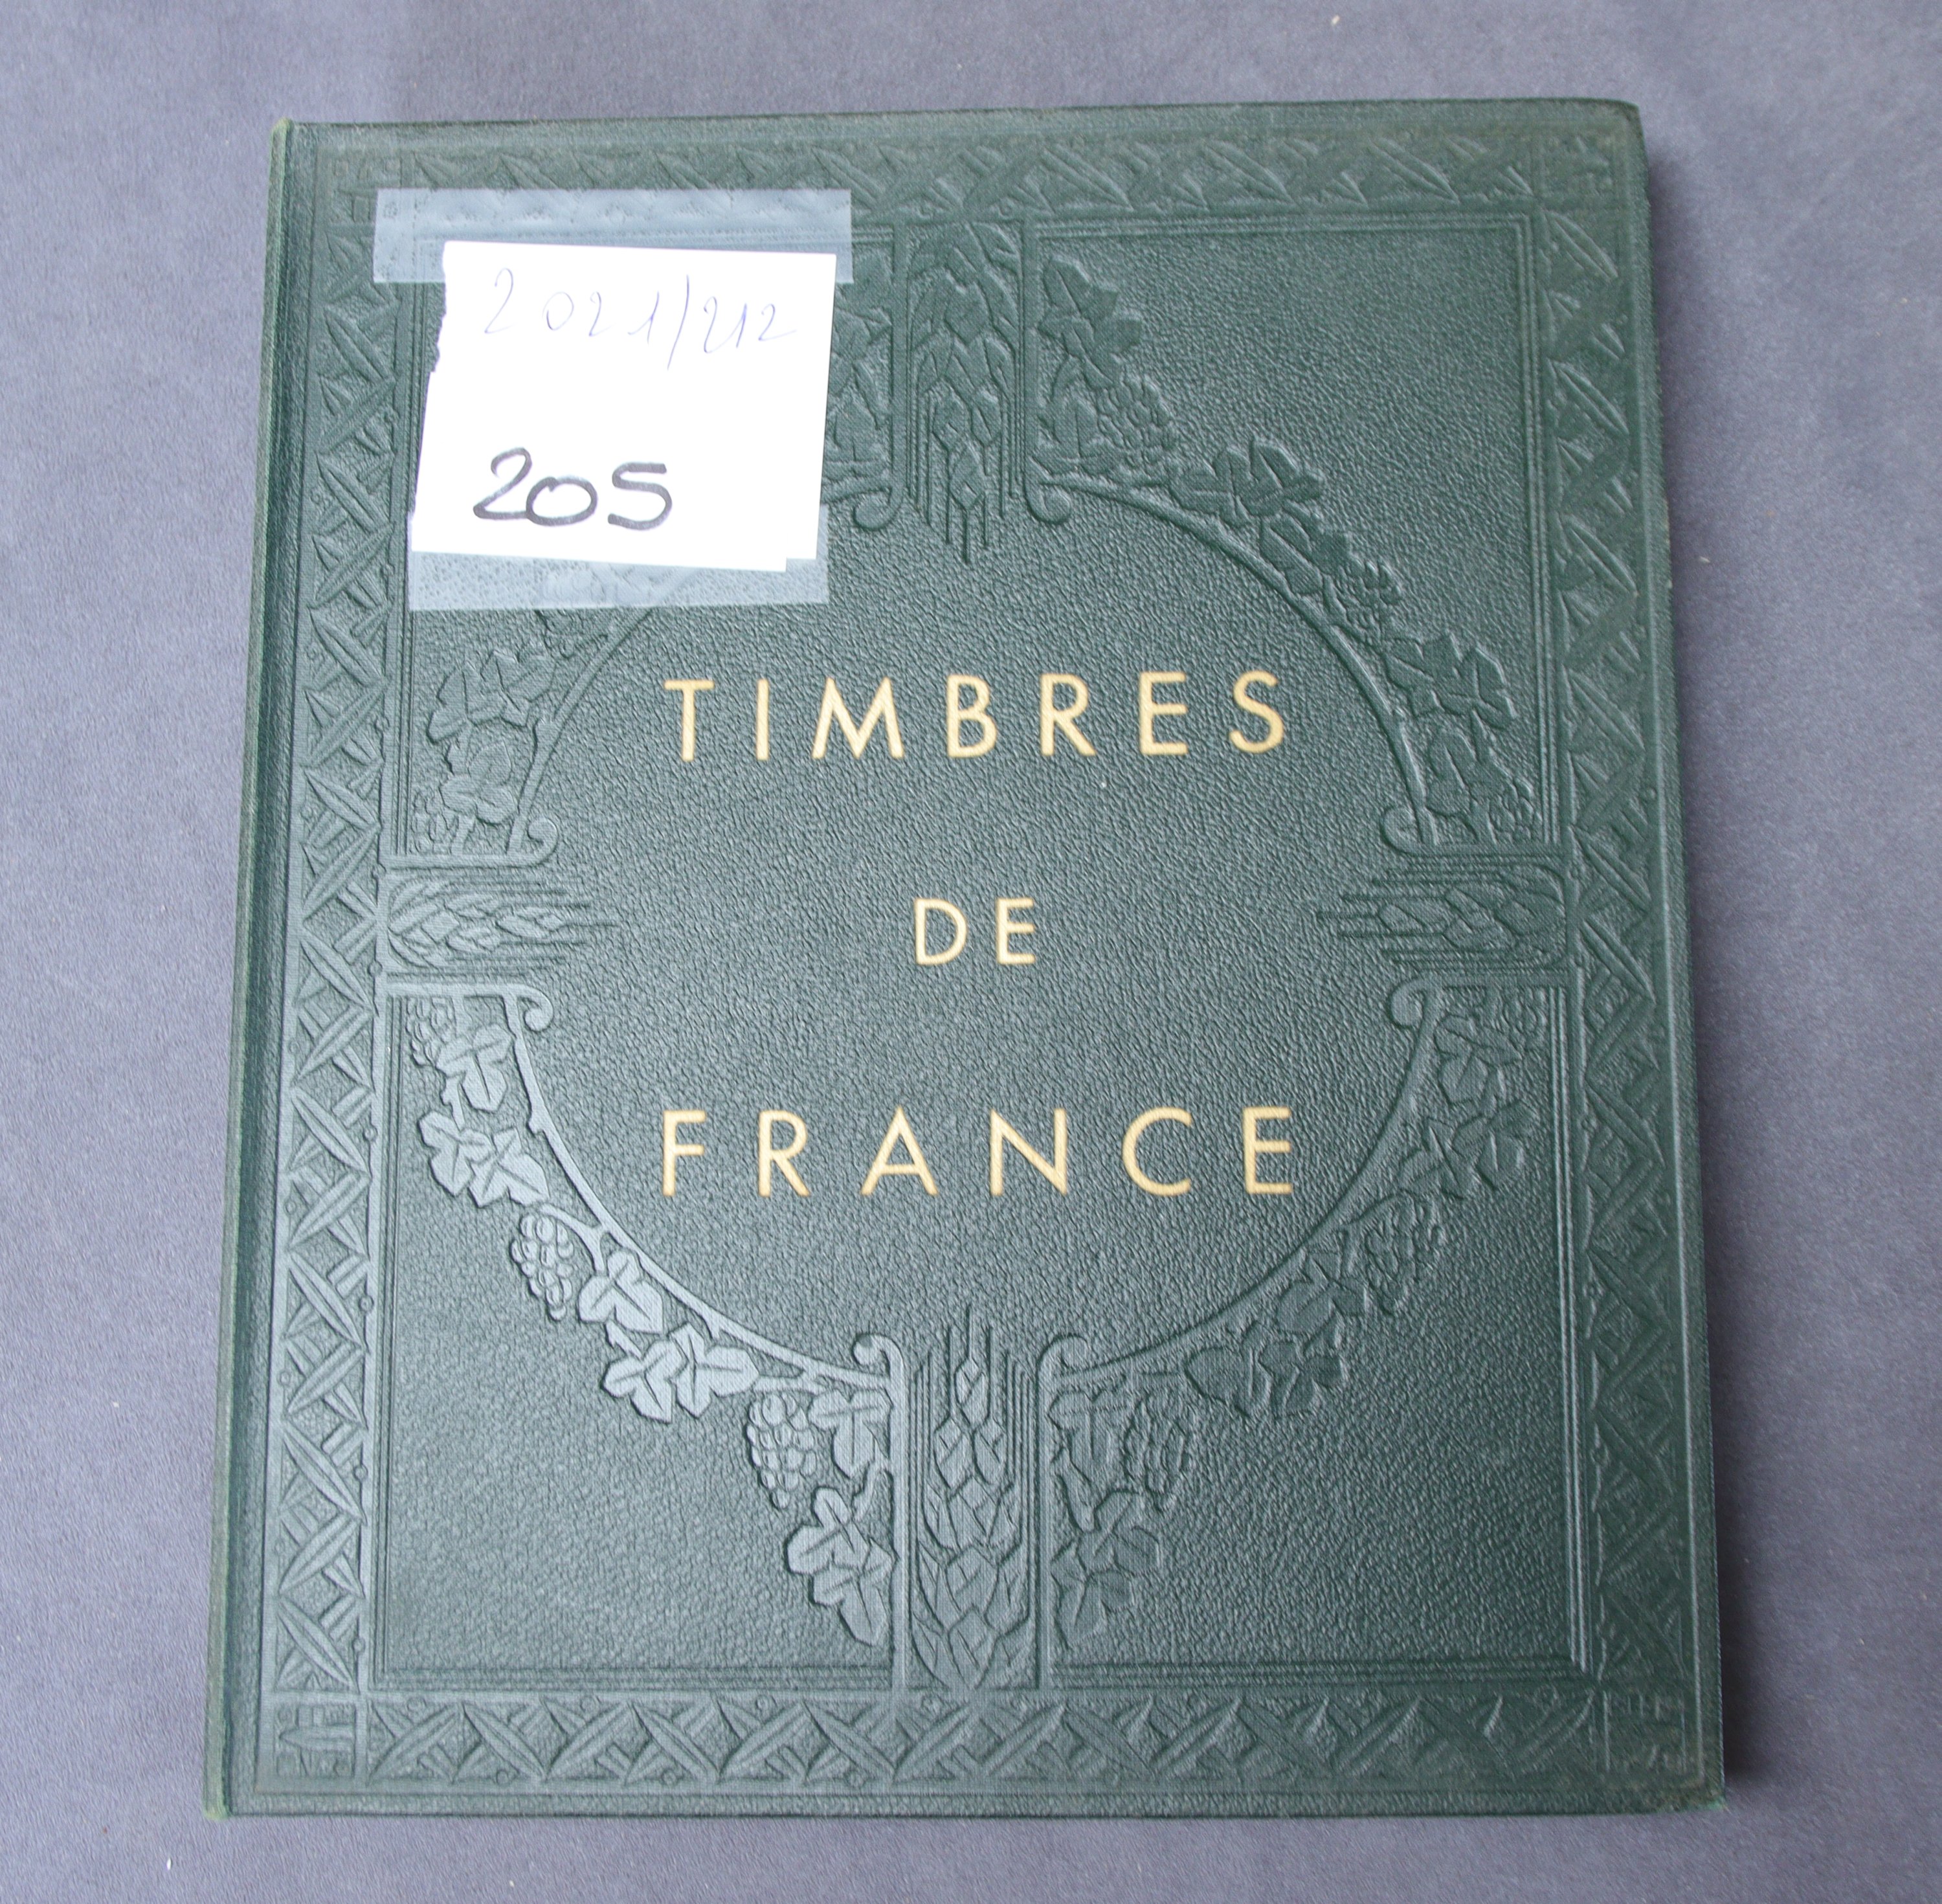 2021/212
205
TIMBRES
DE
FRANCE